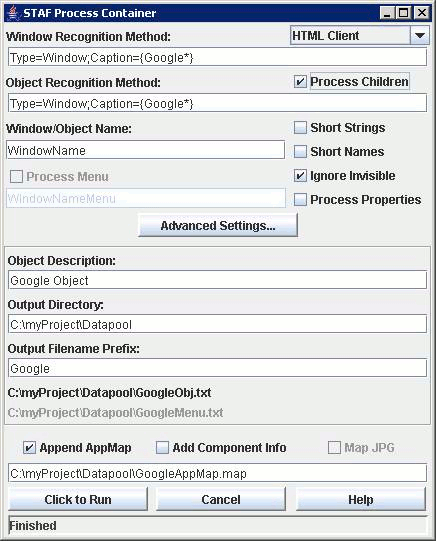 STAF Process Container
Window Recognition Method:
HTML Client
Type=Window;Caption={Google*}
Object Recognition Method:
Process Children
Type=Window;Caption={Google*}
Window/Object Name:
Short Strings
WindowName
Short Names
Process Menu
Ignore Invisible
WindowNameMenu
Process Properties
Advanced Settings...
Object Description:
Google Object
Output Directory:
C:\myProject\Datapool
Output Filename Prefix:
Google
C:\myProject\Datapool\GoogleObj.txt
C:\myProject\Datapool\GoogleMenu.txt
Append AppMap Add Component Info Map JPG
C:\myProject\Datapool\GoogleAppMap.map
Click to Run Cancel Help
Finished